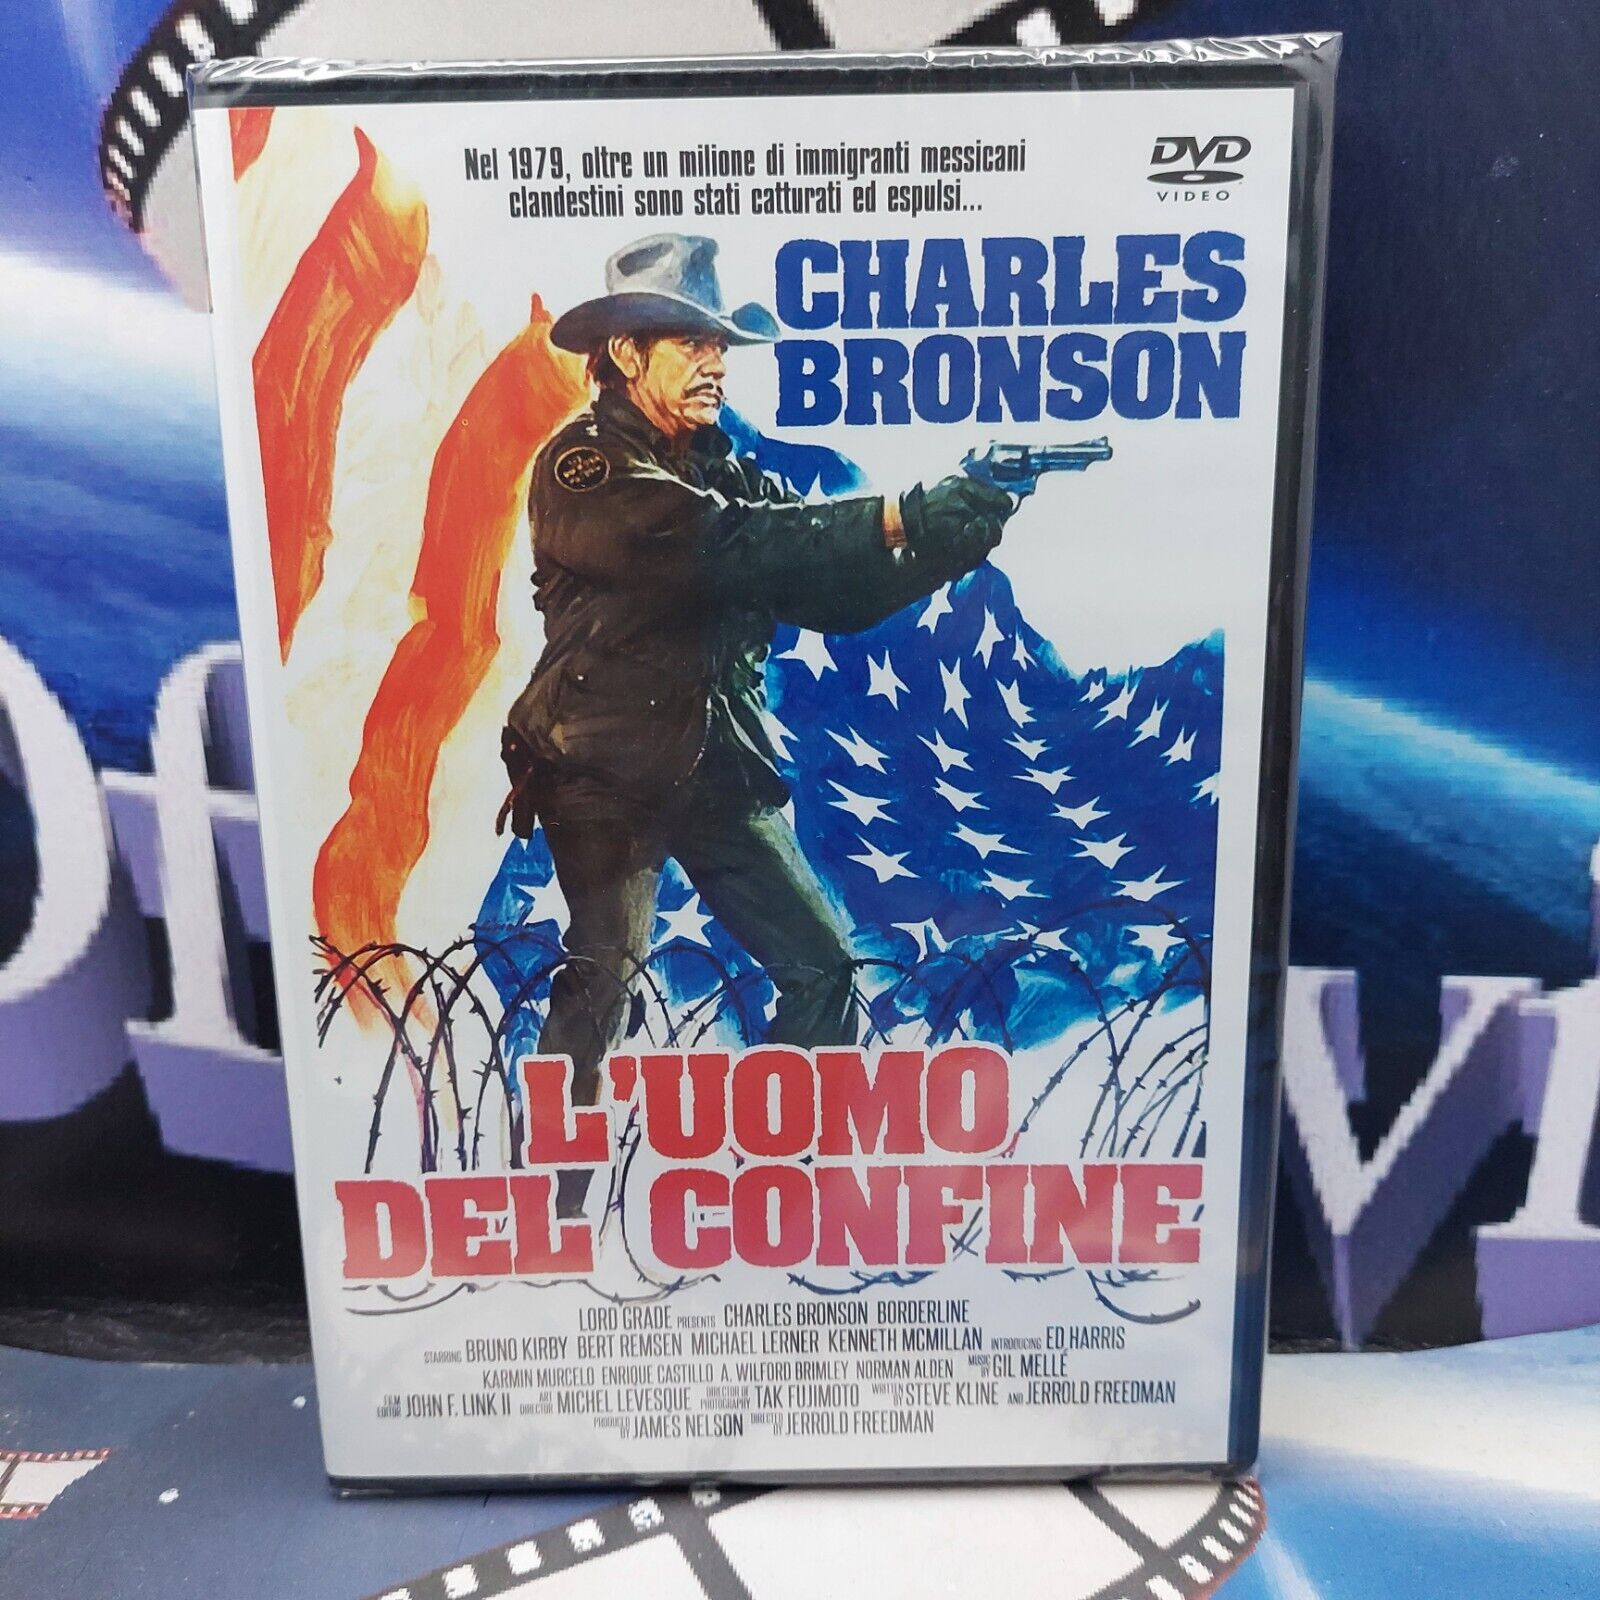 Nel 1979, oltre un milione di immigranti messicani
clandestini sono stati catturati ed espulsi...
DVD
VIDEO
CHARLES
BRONSON
L'UOMO
DEL CONFINE
LORD GRADE PRESENTS CHARLES BRONSON BORDERLINE
STARRING BRUNO KIRBY BERT REMSEN MICHAEL LERNER KENNETH MCMILLAN INTRODUCING ED HARRIS
KARMIN MURCELO ENRIQUE CASTILLO A. WILFORD BRIMLEY NORMAN ALDEN MUSIC BY GIL MELLÉ
FILM EDITOR JOHN F. LINK II ART DIRECTOR MICHEL LEVESQUE DIRECTOR OF PHOTOGRAPHY TAK FUJIMOTO WRITTEN BY STEVE KLINE AND JERROLD FREEDMAN
PRODUCED BY JAMES NELSON DIRECTED BY JERROLD FREEDMAN